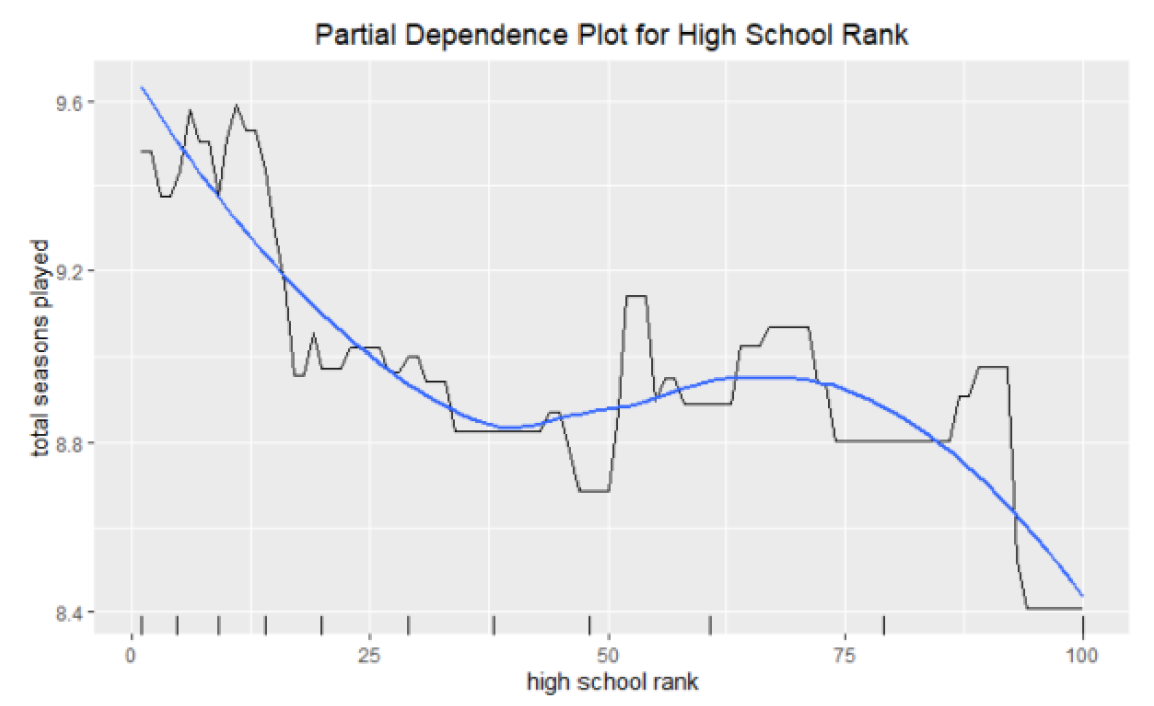 Partial Dependence Plot for High School Rank
total seasons played
9.6
9.2
8.8
8.4
0 25 50 75 100
high school rank